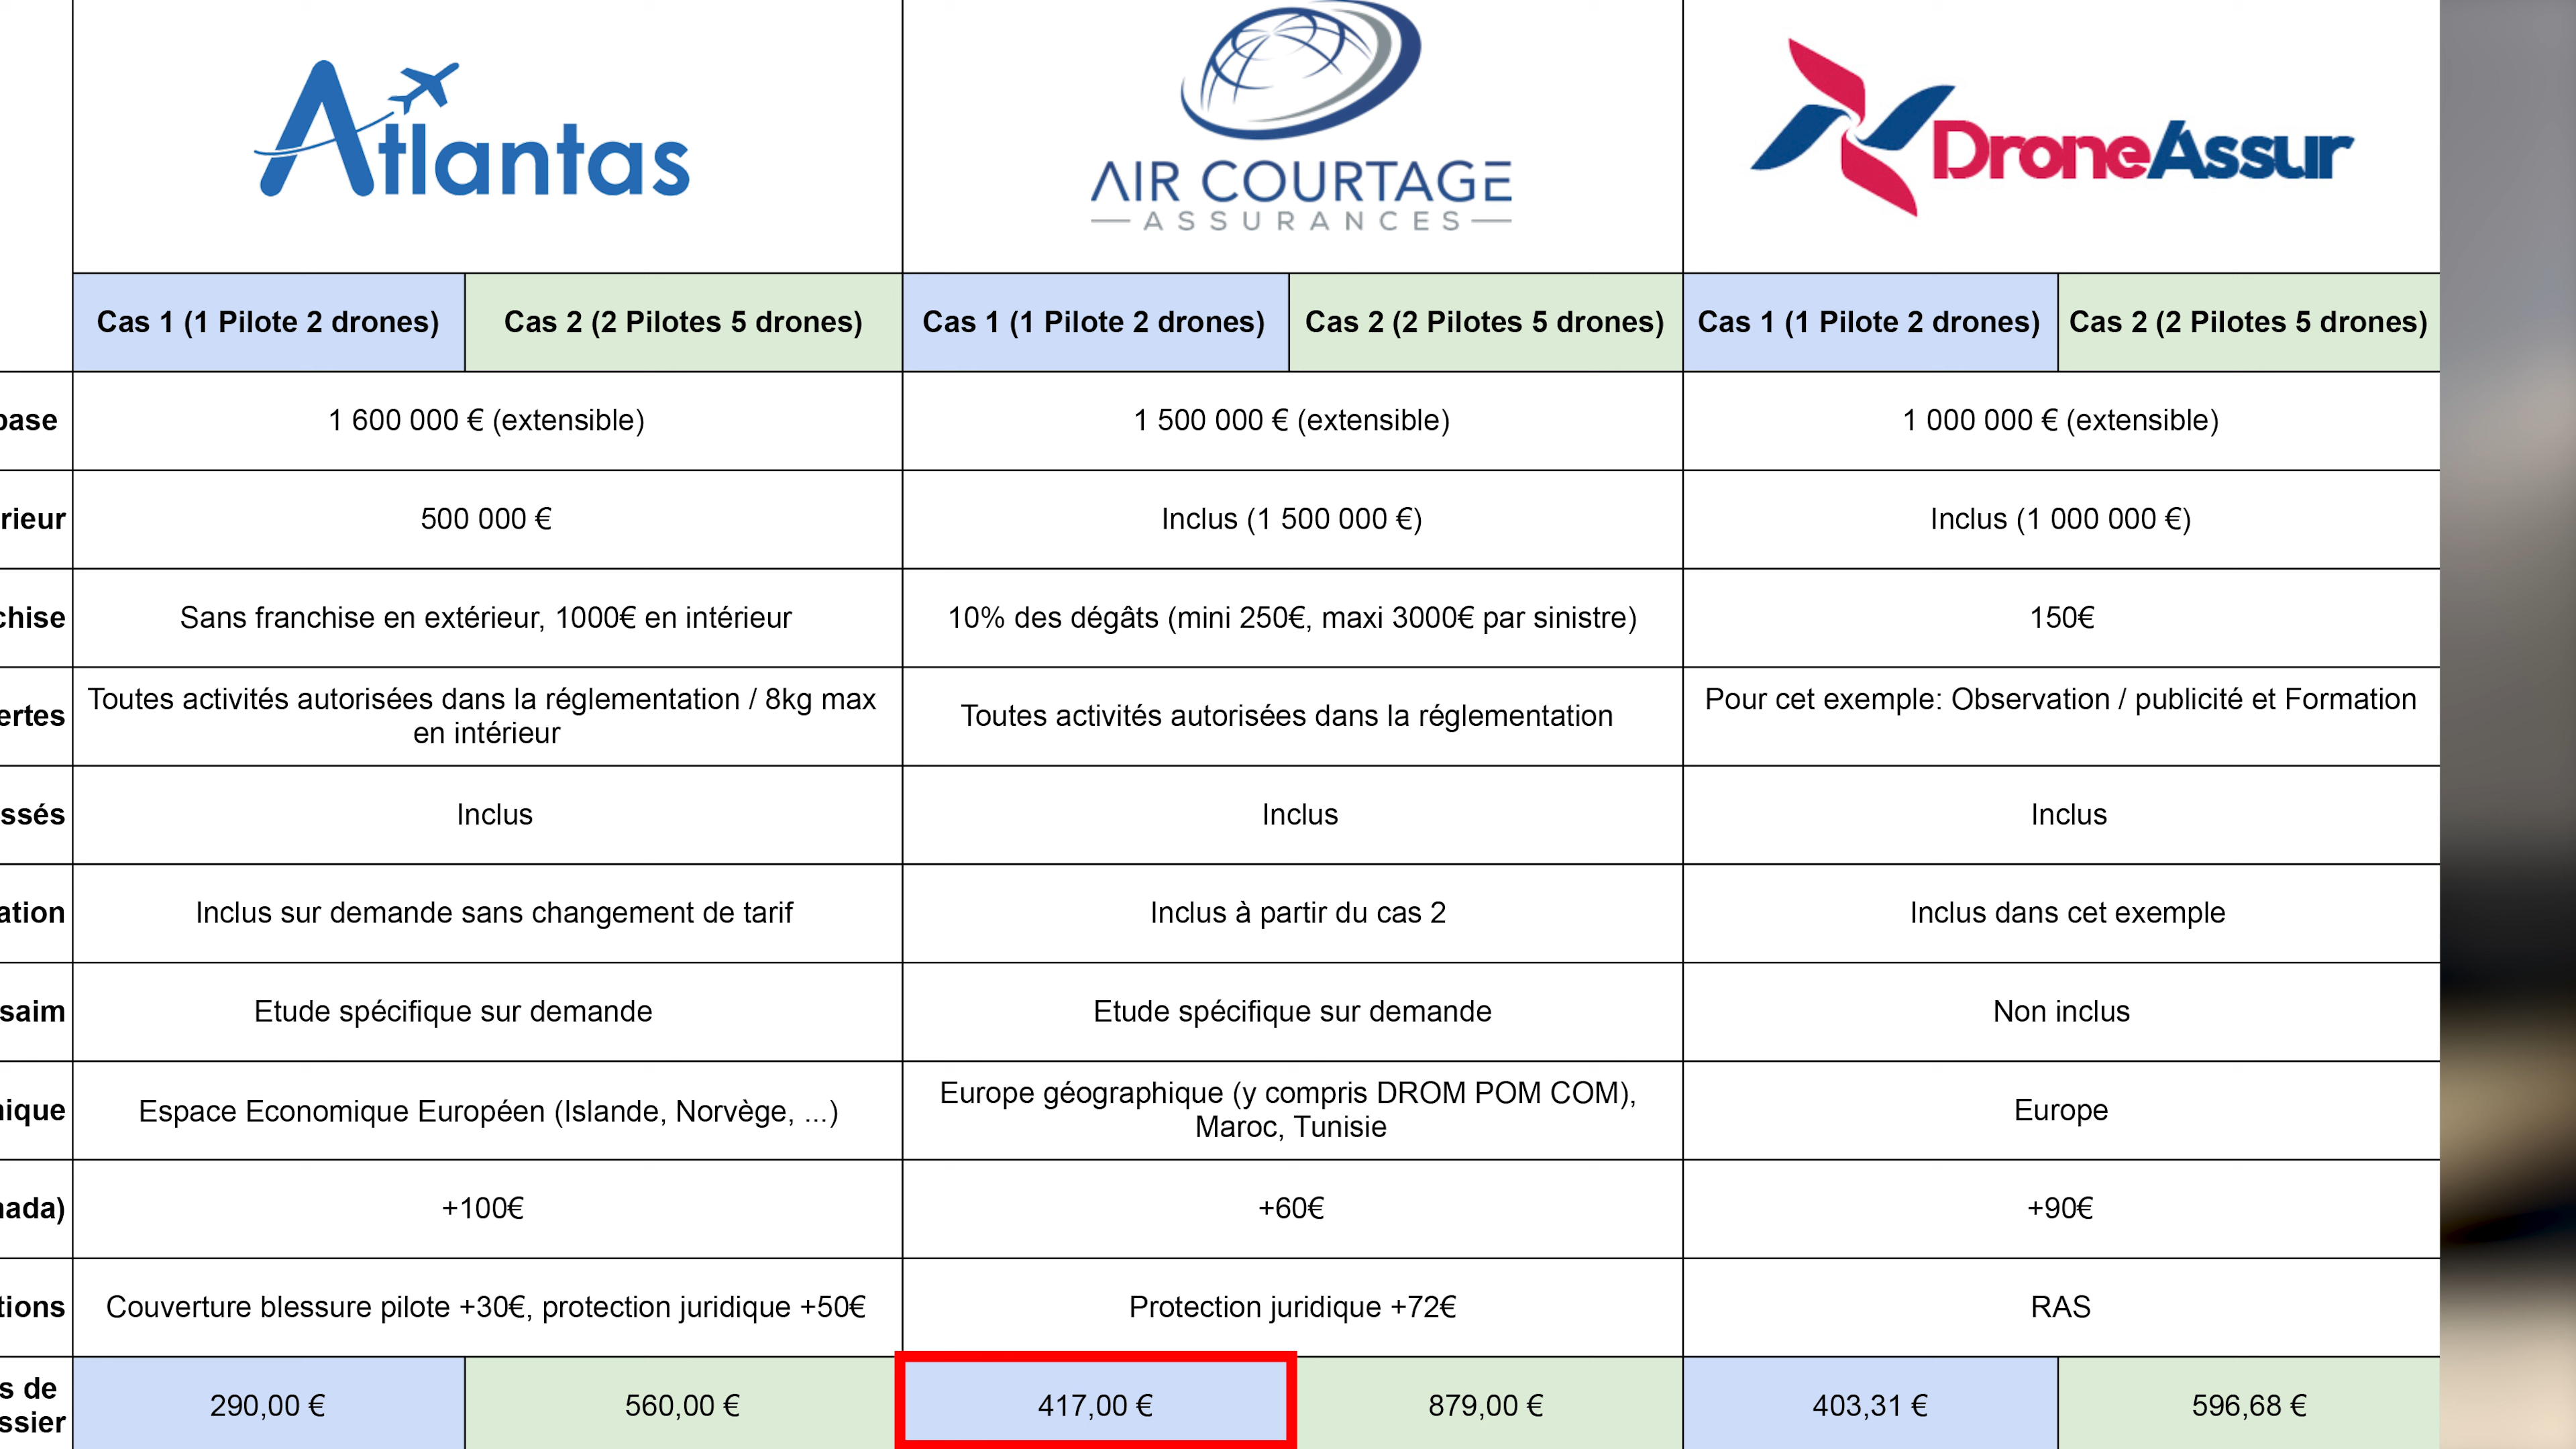 Atlantas
AIR COURTAGE
ASSURANCES
DroneAssur
Cas 1 (1 Pilote 2 drones)
Cas 2 (2 Pilotes 5 drones)
Cas 1 (1 Pilote 2 drones)
Cas 2 (2 Pilotes 5 drones)
Cas 1 (1 Pilote 2 drones)
Cas 2 (2 Pilotes 5 drones)
base
1 600 000 € (extensible)
1 500 000 € (extensible)
1 000 000 € (extensible)
rieur
500 000 €
Inclus (1 500 000 €)
Inclus (1 000 000 €)
chise
Sans franchise en extérieur, 1000€ en intérieur
10% des dégâts (mini 250€, maxi 3000€ par sinistre)
150€
ertes
Toutes activités autorisées dans la réglementation / 8kg max
en intérieur
Toutes activités autorisées dans la réglementation
Pour cet exemple: Observation / publicité et Formation
ssés
Inclus
Inclus
Inclus
ation
Inclus sur demande sans changement de tarif
Inclus à partir du cas 2
Inclus dans cet exemple
saim
Etude spécifique sur demande
Etude spécifique sur demande
Non inclus
nique
Espace Economique Européen (Islande, Norvège, ...)
Europe géographique (y compris DROM POM COM),
Maroc, Tunisie
Europe
nada)
+100€
+60€
+90€
tions
Couverture blessure pilote +30€, protection juridique +50€
Protection juridique +72€
RAS
s de
ssier
290,00 €
560,00 €
417,00 €
879,00 €
403,31 €
596,68 €